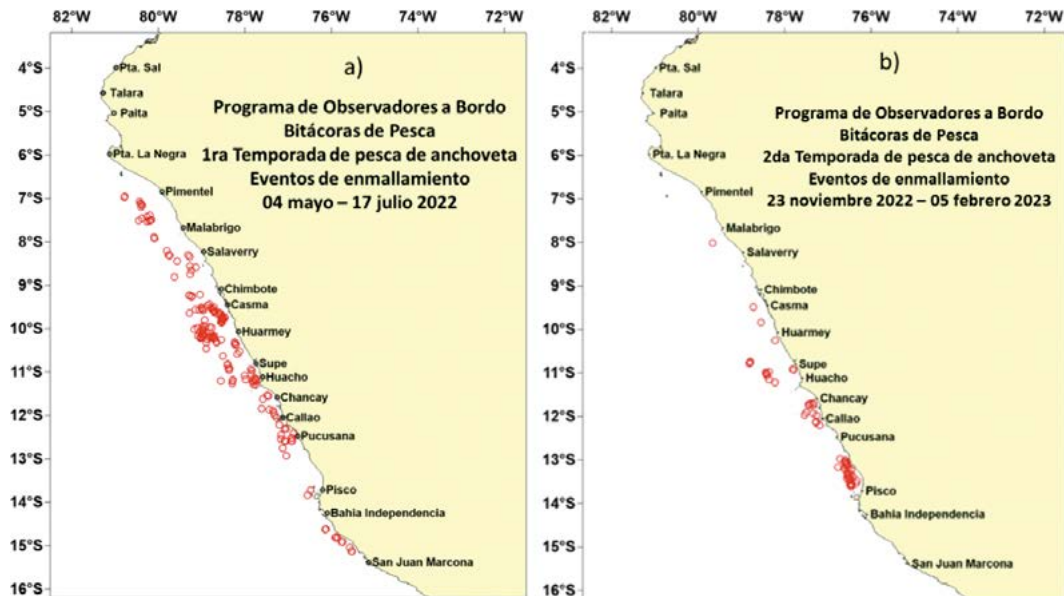 82°W 80°W 78°W 76°W 74°W 72°W
4°S
5°S
6°S
7°S
8°S
9°S
10°S
11°S
12°S
13°S
14°S
15°S
16°S
a)
Programa de Observadores a Bordo
Bitácoras de Pesca
1ra Temporada de pesca de anchoveta
Eventos de enmallamiento
04 mayo – 17 julio 2022
Pta. Sal
Talara
Paita
Pta. La Negra
Pimentel
Malabrigo
Salaverry
Chimbote
Casma
Huarmey
Supe
Huacho
Chancay
Callao
Pucusana
Pisco
Bahia Independencia
San Juan Marcona
82°W 80°W 78°W 76°W 74°W 72°W
4°S
5°S
6°S
7°S
8°S
9°S
10°S
11°S
12°S
13°S
14°S
15°S
16°S
b)
Programa de Observadores a Bordo
Bitácoras de Pesca
2da Temporada de pesca de anchoveta
Eventos de enmallamiento
23 noviembre 2022 – 05 febrero 2023
Pta. Sal
Talara
Paita
Pta. La Negra
Pimentel
Malabrigo
Salaverry
Chimbote
Casma
Huarmey
Supe
Huacho
Chancay
Callao
Pucusana
Pisco
Bahia Independencia
San Juan Marcona